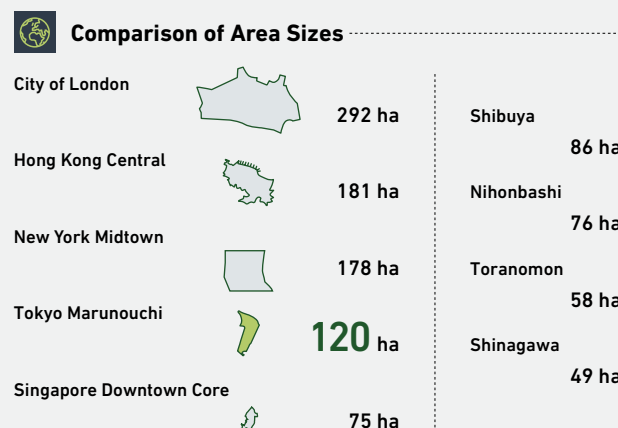 Comparison of Area Sizes
City of London
292 ha
Hong Kong Central
181 ha
New York Midtown
178 ha
Tokyo Marunouchi
120 ha
Singapore Downtown Core
75 ha
Shibuya
86 ha
Nihonbashi
76 ha
Toranomon
58 ha
Shinagawa
49 ha